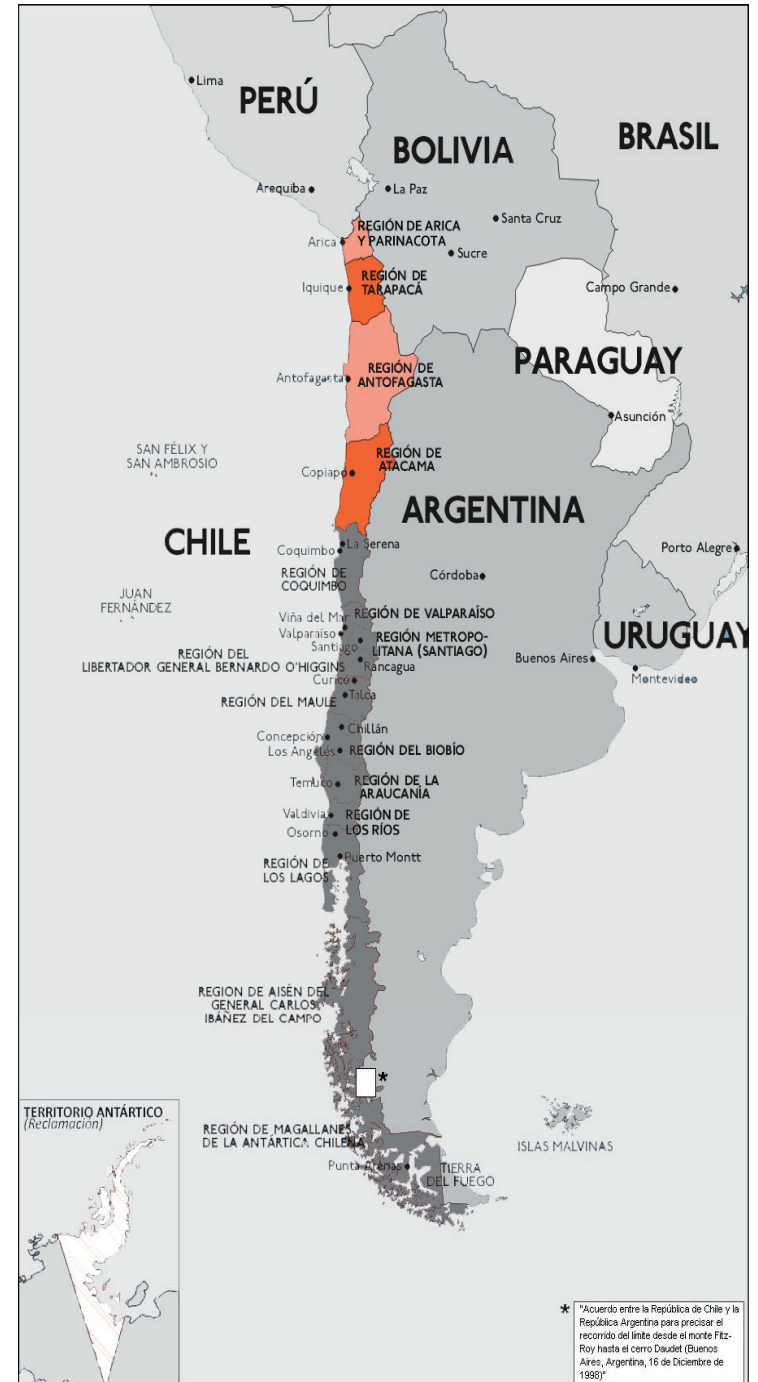 Lima
PERÚ
BOLIVIA
BRASIL
Arequiba
La Paz
Santa Cruz
REGIÓN DE ARICA
Y PARINACOTA
Arica
Sucre
REGIÓN DE
TARAPACÁ
Iquique
Campo Grande
PARAGUAY
REGIÓN DE
ANTOFAGASTA
Antofagasta
Asunción
SAN FÉLIX Y
SAN AMBROSIO
REGIÓN DE
ATACAMA
Copiapó
ARGENTINA
CHILE
La Serena
Coquimbo
Porto Alegre
REGIÓN DE
COQUIMBO
Córdoba
JUAN
FERNÁNDEZ
Viña del Mar
REGIÓN DE VALPARAÍSO
Valparaíso
Santiago
REGIÓN METROPO-
LITANA (SANTIAGO)
URUGUAY
REGIÓN DEL
LIBERTADOR GENERAL BERNARDO O'HIGGINS
Rancagua
Buenos Aires
Montevideo
Curicó
Talca
REGIÓN DEL MAULE
Chillán
Concepción
Los Angeles
REGIÓN DEL BIOBÍO
Temuco
REGIÓN DE LA
ARAUCANÍA
Valdivia
REGIÓN DE
LOS RÍOS
Osorno
Puerto Montt
REGIÓN DE
LOS LAGOS
REGION DE AISÉN DEL
GENERAL CARLOS
IBÁÑEZ DEL CAMPO
*
TERRITORIO ANTÁRTICO
(Reclamación)
REGIÓN DE MAGALLANES
DE LA ANTÁRTICA CHILENA
ISLAS MALVINAS
Punta Arenas
TIERRA
DEL FUEGO
* "Acuerdo entre la República de Chile y la
República Argentina para precisar el
recorrido del límite desde el monte Fitz-
Roy hasta el cerro Daudet (Buenos
Aires, Argentina, 16 de Diciembre de
1998)"